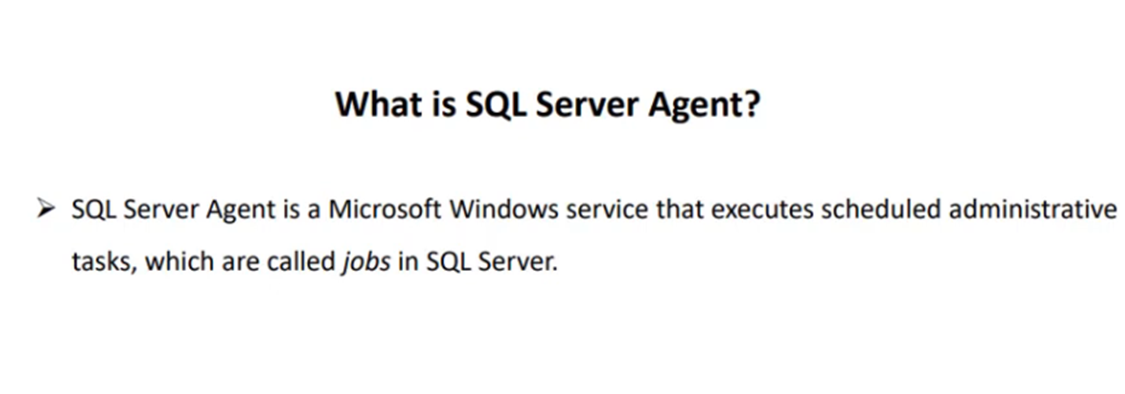 What is SQL Server Agent?
➢ SQL Server Agent is a Microsoft Windows service that executes scheduled administrative
tasks, which are called jobs in SQL Server.